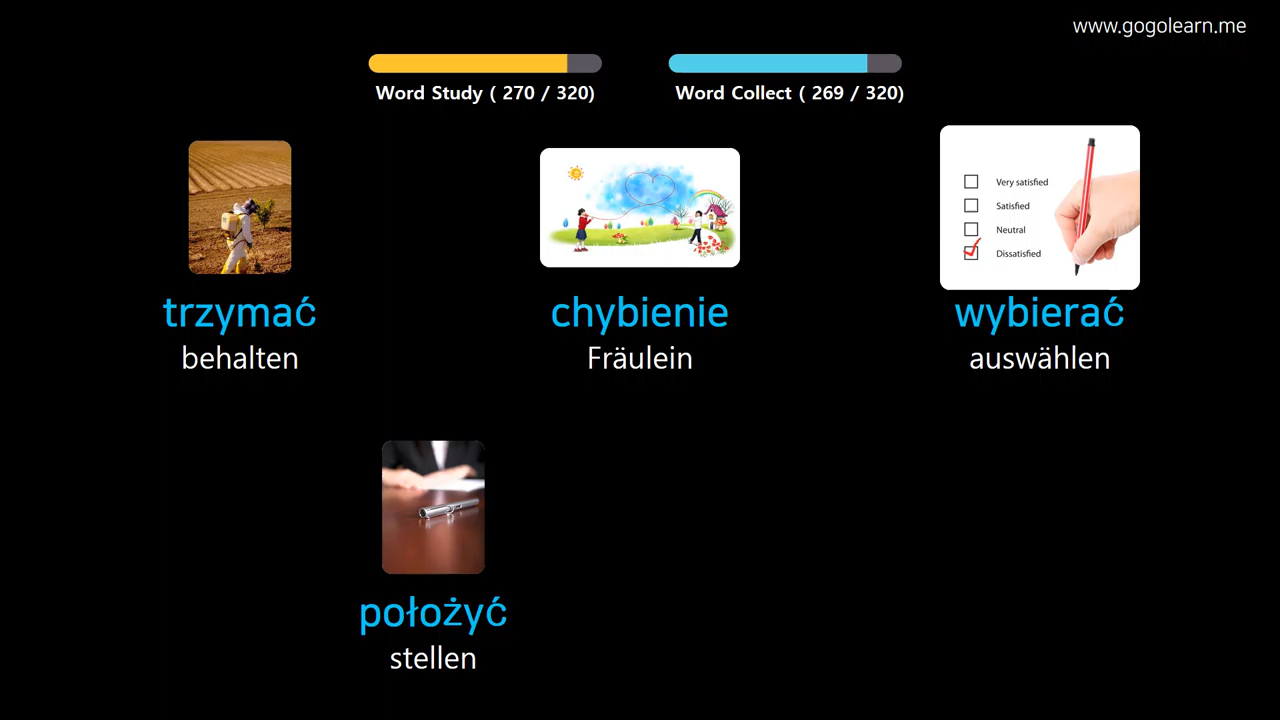 www.gogolearn.me
Word Study ( 270 / 320)
Word Collect ( 269 / 320)
Very satisfied
Satisfied
Neutral
Dissatisfied
trzymać
behalten
chybienie
Fräulein
wybierać
auswählen
położyć
stellen